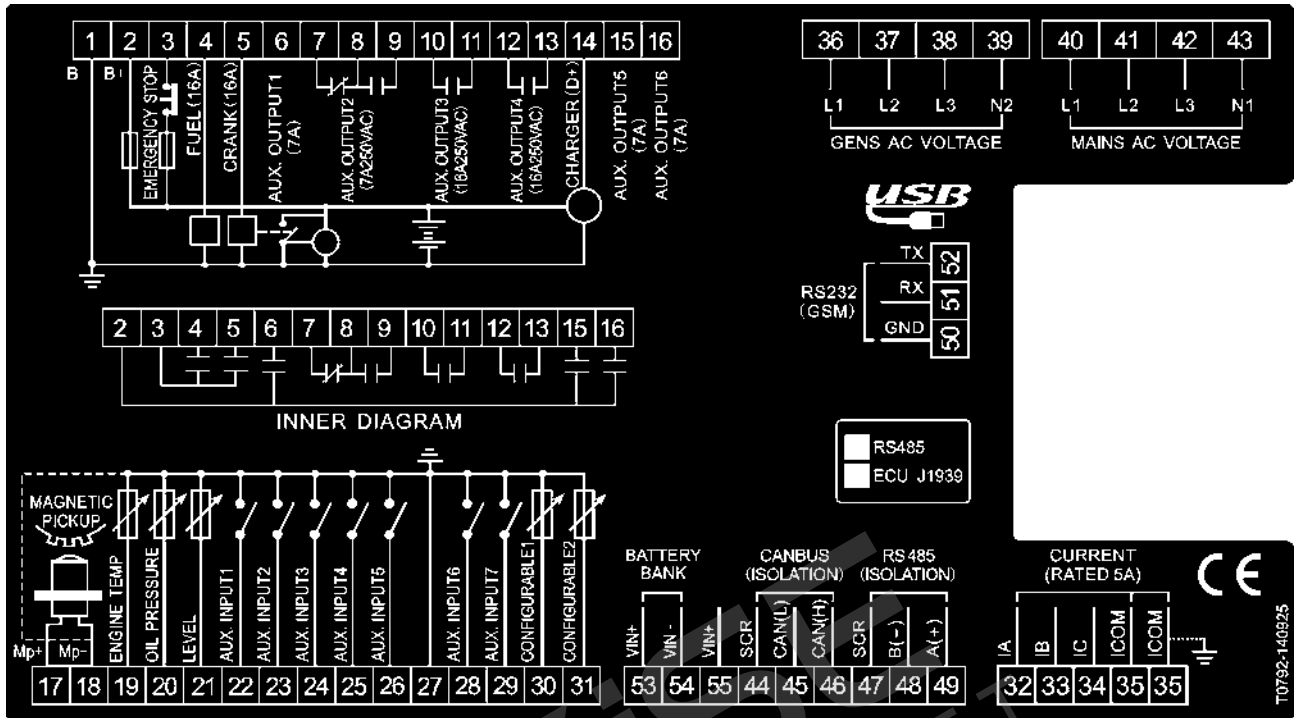 1 2 3 4 5 6 7 8 9 10 11 12 13 14 15 16
B
B+
EMERGENCY STOP
FUEL(16A)
CRANK(16A)
AUX. OUTPUT1
(7A)
AUX. OUTPUT2
(7A250VAC)
AUX. OUTPUT3
(16A250VAC)
AUX. OUTPUT4
(16A250VAC)
CHARGER(D+)
AUX. OUTPUT5
(7A)
AUX. OUTPUT6
(7A)
36 37 38 39
L1 L2 L3 N2
GENS AC VOLTAGE
40 41 42 43
L1 L2 L3 N1
MAINS AC VOLTAGE
USB
TX 52
RX 51
GND 50
RS232
(GSM)
2 3 4 5 6 7 8 9 10 11 12 13 15 16
INNER DIAGRAM
RS485
ECU J1939
MAGNETIC
PICKUP
Mp+ Mp-
ENGINE TEMP
OIL PRESSURE
LEVEL
AUX. INPUT1
AUX. INPUT2
AUX. INPUT3
AUX. INPUT4
AUX. INPUT5
AUX. INPUT6
AUX. INPUT7
CONFIGURABLE1
CONFIGURABLE2
17 18 19 20 21 22 23 24 25 26 27 28 29 30 31
BATTERY
BANK
CANBUS
(ISOLATION)
RS485
(ISOLATION)
VIN+
VIN-
VIN+
SCR
CAN(L)
CAN(H)
SCR
B(-)
A(+)
53 54 55 44 45 46 47 48 49
CURRENT
(RATED 5A)
IA
IB
IC
ICOM
ICOM
32 33 34 35 35
CE
T0792-140925